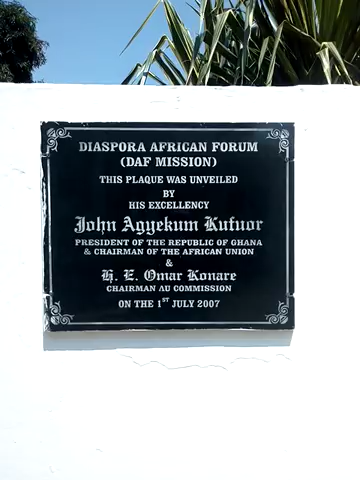 DIASPORA AFRICAN FORUM
(DAF MISSION)
THIS PLAQUE WAS UNVEILED
BY
HIS EXCELLENCY
John Agyekum Kufuor
PRESIDENT OF THE REPUBLIC OF GHANA
& CHAIRMAN OF THE AFRICAN UNION
&
H. E. Omar Konare
CHAIRMAN AU COMMISSION
ON THE 1ST JULY 2007